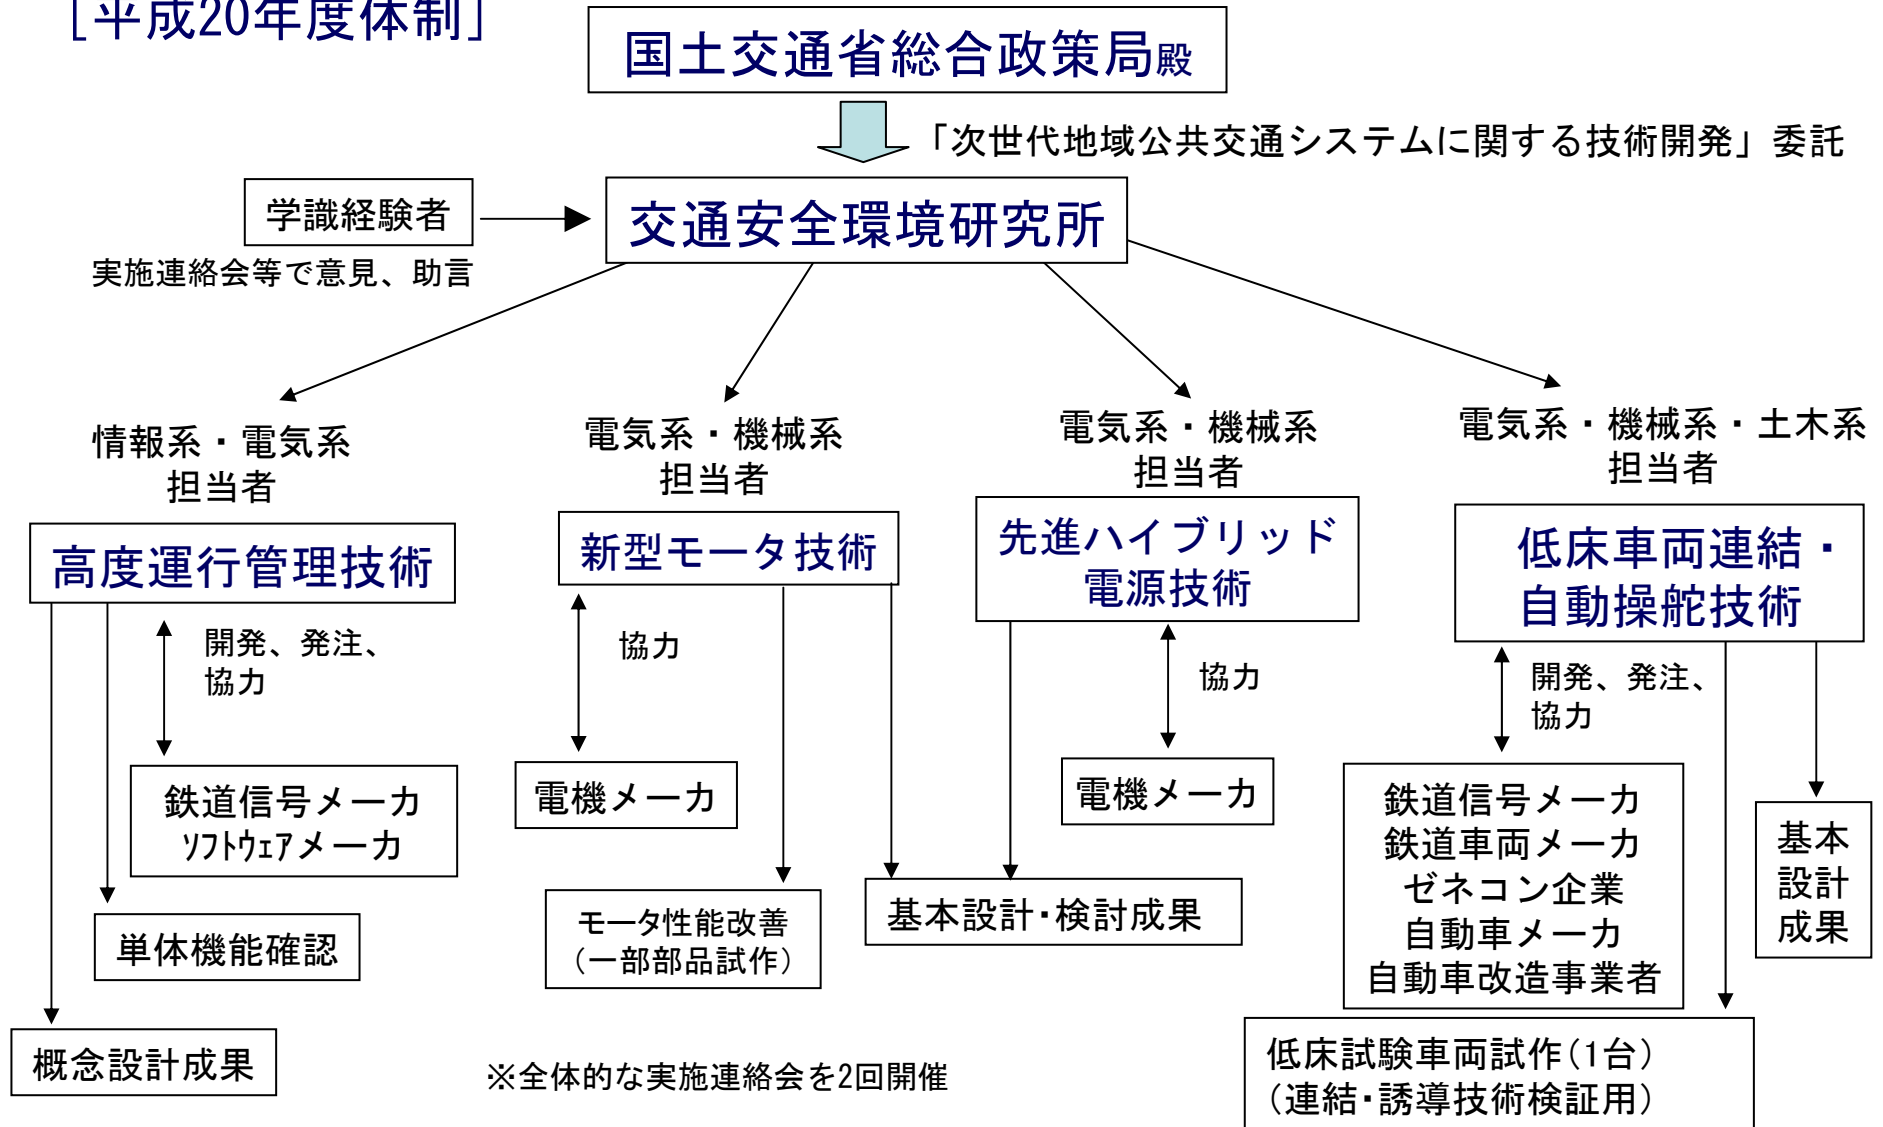 ［平成20年度体制］
国土交通省総合政策局殿
「次世代地域公共交通システムに関する技術開発」委託
学識経験者
交通安全環境研究所
実施連絡会等で意見、助言
情報系・電気系
担当者
電気系・機械系
担当者
電気系・機械系
担当者
電気系・機械系・土木系
担当者
高度運行管理技術
新型モータ技術
先進ハイブリッド
電源技術
低床車両連結・
自動操舵技術
開発、発注、
協力
協力
協力
開発、発注、
協力
鉄道信号メーカ
ｿﾌﾄｳｪｱメーカ
電機メーカ
電機メーカ
鉄道信号メーカ
鉄道車両メーカ
ゼネコン企業
自動車メーカ
自動車改造事業者
基本
設計
成果
単体機能確認
モータ性能改善
（一部部品試作）
基本設計・検討成果
概念設計成果
※全体的な実施連絡会を2回開催
低床試験車両試作（1台）
（連結・誘導技術検証用）